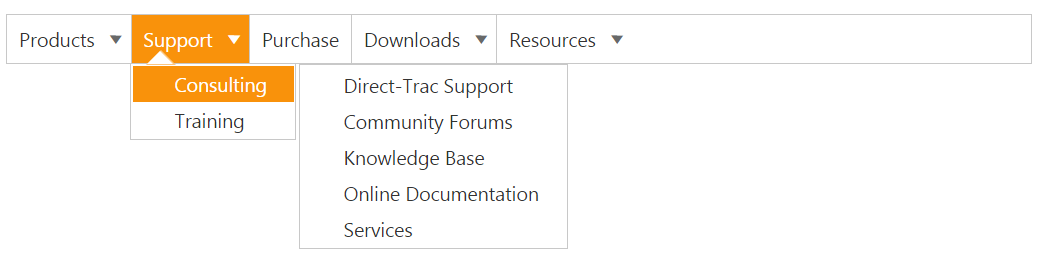 Products Support Purchase Downloads Resources
Consulting
Training
Direct-Trac Support
Community Forums
Knowledge Base
Online Documentation
Services